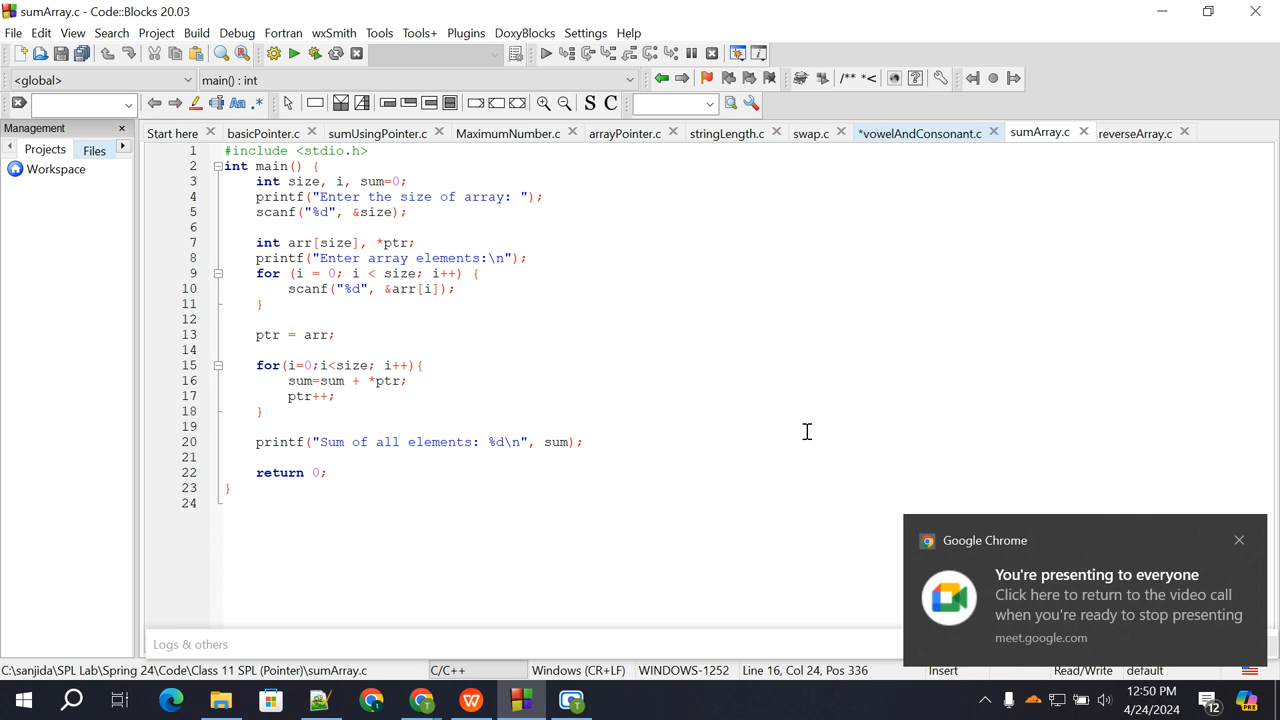 sumArray.c - Code::Blocks 20.03
File Edit View Search Project Build Debug Fortran wxSmith Tools Tools+ Plugins DoxyBlocks Settings Help
<global> main() : int
/** *<
Aa .* S C
Management
Projects Files
Workspace
Start here basicPointer.c sumUsingPointer.c MaximumNumber.c arrayPointer.c stringLength.c swap.c *vowelAndConsonant.c sumArray.c reverseArray.c
1 #include <stdio.h>
2 int main() {
3 int size, i, sum=0;
4 printf("Enter the size of array: ");
5 scanf("%d", &size);
6
7 int arr[size], *ptr;
8 printf("Enter array elements:\n");
9 for (i = 0; i < size; i++) {
10 scanf("%d", &arr[i]);
11 }
12
13 ptr = arr;
14
15 for(i=0;i<size; i++){
16 sum=sum + *ptr;
17 ptr++;
18 }
19
20 printf("Sum of all elements: %d\n", sum);
21
22 return 0;
23 }
24
Google Chrome
You're presenting to everyone
Click here to return to the video call
when you're ready to stop presenting
meet.google.com
Logs & others
C:\sanjida\SPL Lab\Spring 24\Code\Class 11 SPL (Pointer)\sumArray.c C/C++ Windows (CR+LF) WINDOWS-1252 Line 16, Col 24, Pos 336 Insert Read/Write default
12:50 PM
4/24/2024
12
PRE